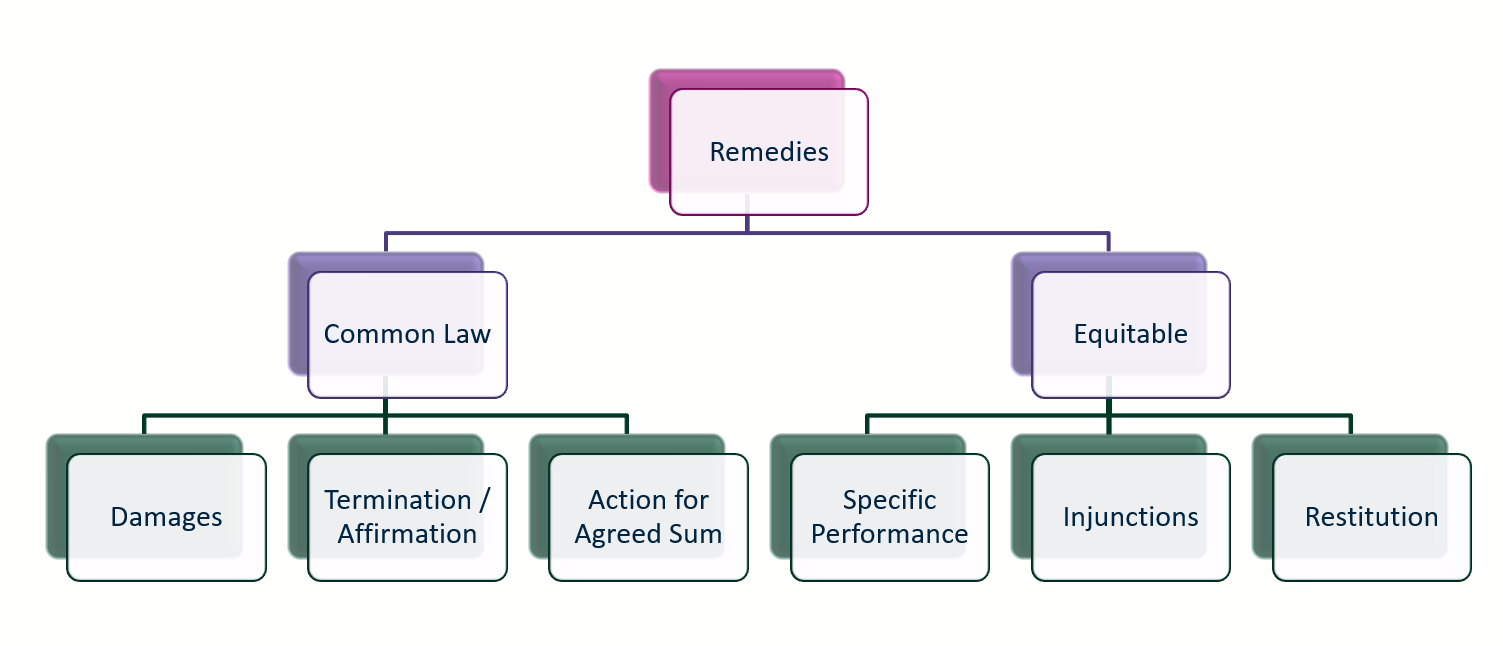 Remedies
Common Law
Equitable
Damages
Termination /
Affirmation
Action for
Agreed Sum
Specific
Performance
Injunctions
Restitution